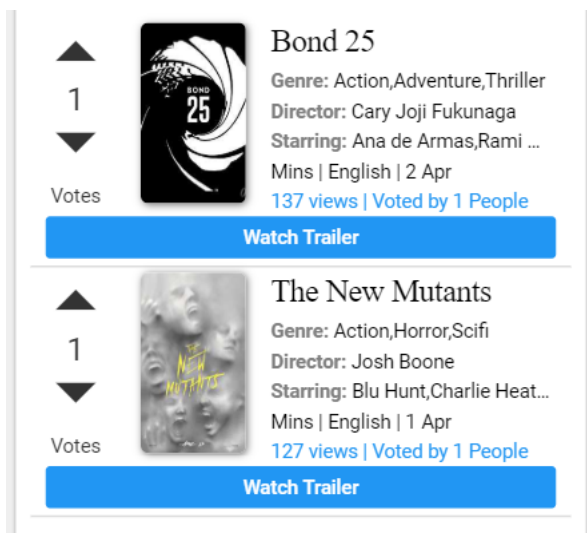 1
Votes
BOND
25
Bond 25
Genre: Action,Adventure,Thriller
Director: Cary Joji Fukunaga
Starring: Ana de Armas,Rami ...
Mins | English | 2 Apr
137 views | Voted by 1 People
Watch Trailer
1
Votes
THE
NEW
MUTANTS
The New Mutants
Genre: Action,Horror,Scifi
Director: Josh Boone
Starring: Blu Hunt,Charlie Heat...
Mins | English | 1 Apr
127 views | Voted by 1 People
Watch Trailer